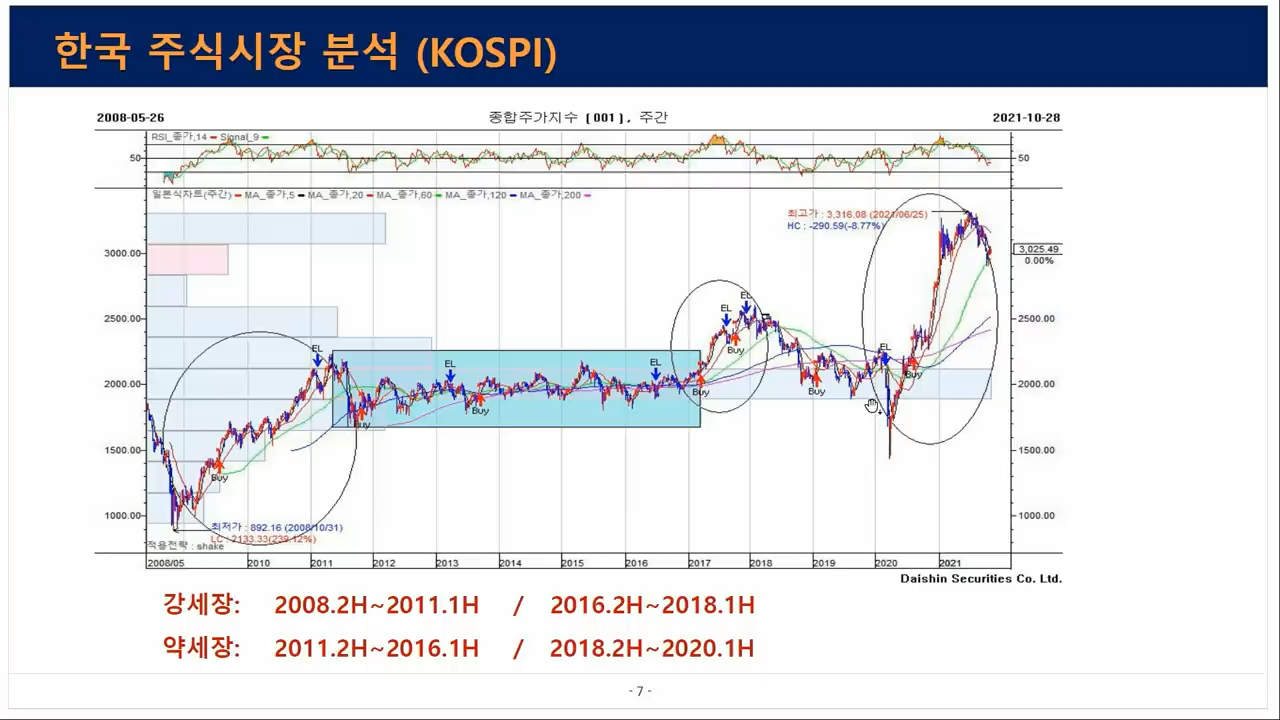 한국 주식시장 분석 (KOSPI)
2008-05-26 종합주가지수 (001), 주간 2021-10-28
RSI_종가,14 Signal_9
50 50
일본식차트(주간) MA_종가,5 MA_종가,20 MA_종가,60 MA_종가,120 MA_종가,200
최고가 : 3,316.08 (2021/06/25)
HC : -290.59(-8.77%)
3000.00 3,025.49
0.00%
EL
EL
2500.00 2500.00
EL EL Buy EL EL
2000.00 2000.00
Buy Buy Buy Buy Buy
1500.00 1500.00
Buy
1000.00 1000.00
최저가 : 892.16 (2008/10/31)
LC : 2133.33(239.12%)
적용전략 : shake
2008/05 2010 2011 2012 2013 2014 2015 2016 2017 2018 2019 2020 2021
Daishin Securities Co. Ltd.
강세장: 2008.2H~2011.1H / 2016.2H~2018.1H
약세장: 2011.2H~2016.1H / 2018.2H~2020.1H
- 7 -